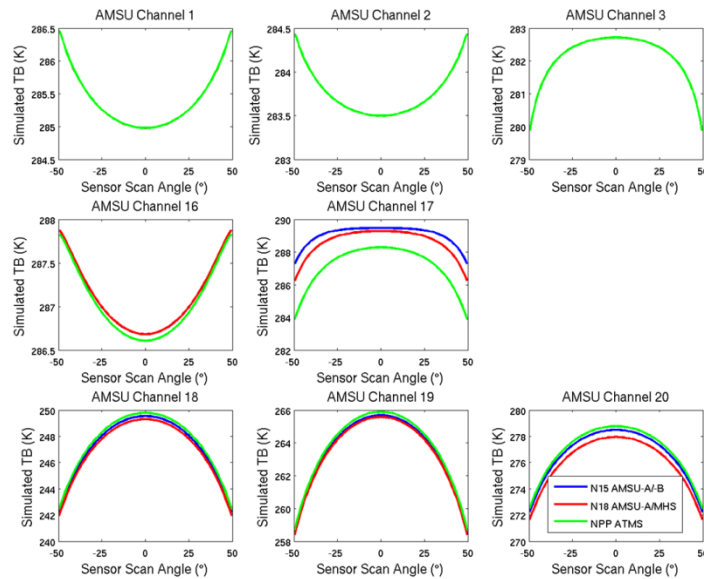 AMSU Channel 1
286.5
286
285.5
285
284.5
Simulated TB (K)
-50 -25 0 25 50
Sensor Scan Angle (°)
AMSU Channel 2
284.5
284
283.5
283
Simulated TB (K)
-50 -25 0 25 50
Sensor Scan Angle (°)
AMSU Channel 3
283
282
281
280
279
Simulated TB (K)
-50 -25 0 25 50
Sensor Scan Angle (°)
AMSU Channel 16
288
287.5
287
286.5
Simulated TB (K)
-50 -25 0 25 50
Sensor Scan Angle (°)
AMSU Channel 17
290
288
286
284
282
Simulated TB (K)
-50 -25 0 25 50
Sensor Scan Angle (°)
AMSU Channel 18
250
248
246
244
242
240
Simulated TB (K)
-50 -25 0 25 50
Sensor Scan Angle (°)
AMSU Channel 19
266
264
262
260
258
Simulated TB (K)
-50 -25 0 25 50
Sensor Scan Angle (°)
AMSU Channel 20
280
278
276
274
272
270
Simulated TB (K)
-50 -25 0 25 50
Sensor Scan Angle (°)
N15 AMSU-A/-B
N18 AMSU-A/MHS
NPP ATMS